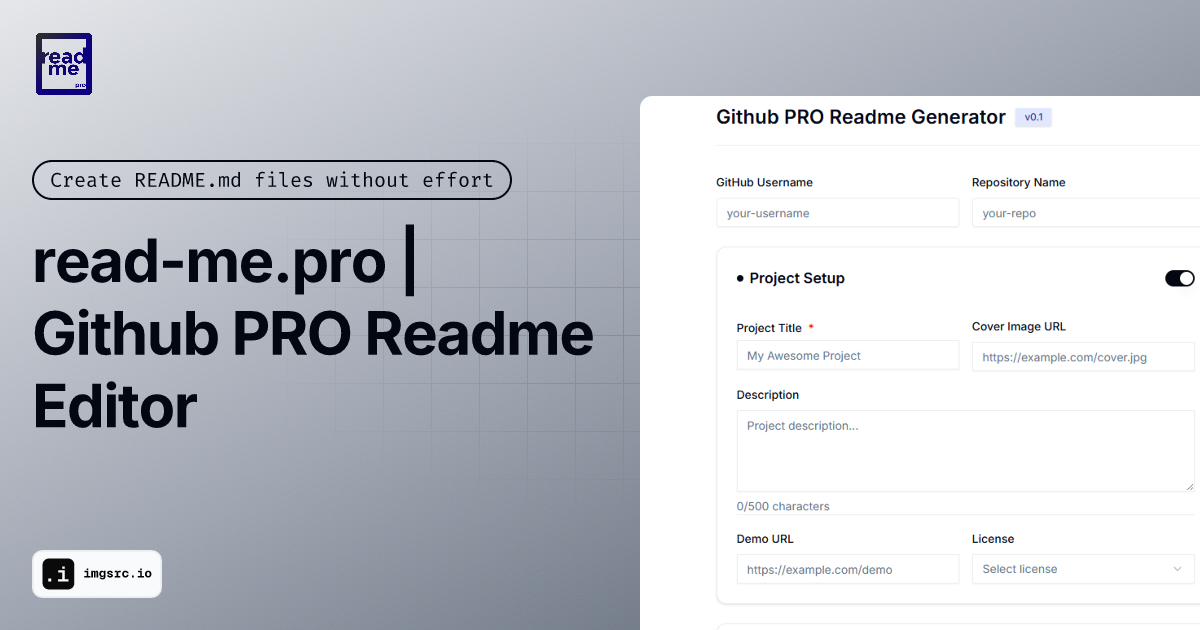 read
me
pro
Create README.md files without effort
read-me.pro |
Github PRO Readme
Editor
.i imgsrc.io
Github PRO Readme Generator v0.1
GitHub Username Repository Name
your-username your-repo
• Project Setup
Project Title * Cover Image URL
My Awesome Project https://example.com/cover.jpg
Description
Project description...
0/500 characters
Demo URL License
https://example.com/demo Select license